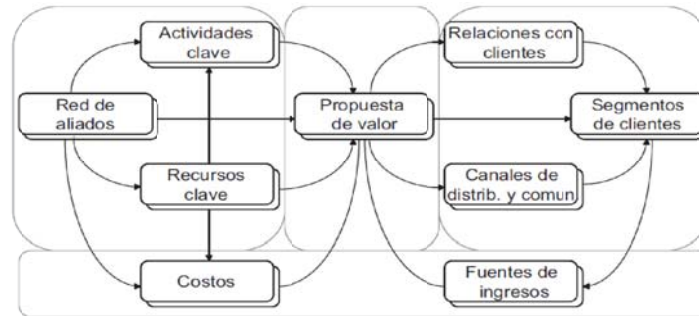 Actividades
clave
Relaciones con
clientes
Red de
aliados
Propuesta
de valor
Segmentos
de clientes
Recursos
clave
Canales de
distrib. y comun
Costos
Fuentes de
ingresos